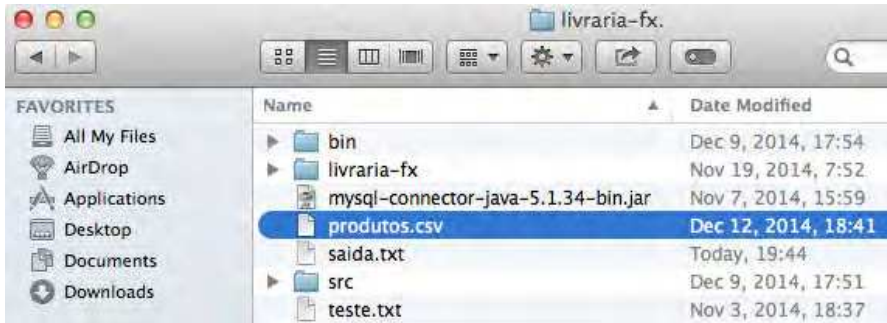 livraria-fx.
FAVORITES
All My Files
AirDrop
Applications
Desktop
Documents
Downloads
Name Date Modified
bin Dec 9, 2014, 17:54
livraria-fx Nov 19, 2014, 7:52
mysql-connector-java-5.1.34-bin.jar Nov 7, 2014, 15:59
produtos.csv Dec 12, 2014, 18:41
saida.txt Today, 19:44
src Dec 9, 2014, 17:51
teste.txt Nov 3, 2014, 18:37